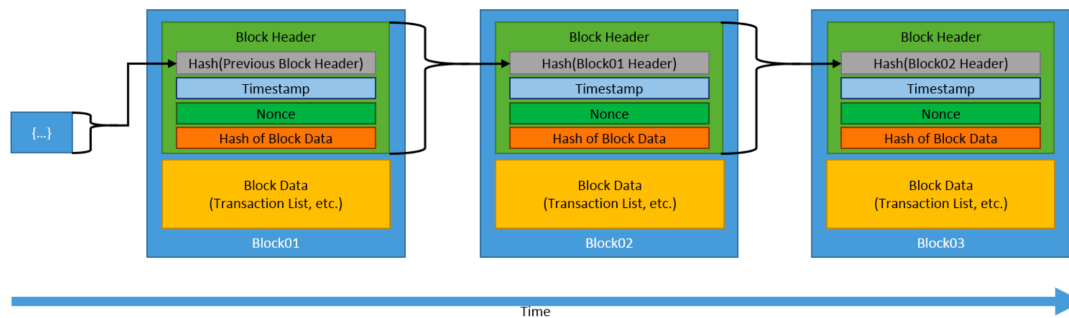 {...}
Block Header
Hash(Previous Block Header)
Timestamp
Nonce
Hash of Block Data
Block Data
(Transaction List, etc.)
Block01
Block Header
Hash(Block01 Header)
Timestamp
Nonce
Hash of Block Data
Block Data
(Transaction List, etc.)
Block02
Block Header
Hash(Block02 Header)
Timestamp
Nonce
Hash of Block Data
Block Data
(Transaction List, etc.)
Block03
Time